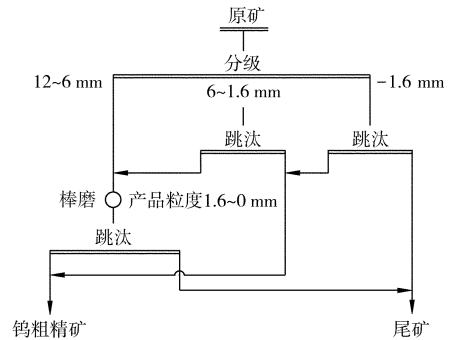 原矿
分级
12~6 mm
6~1.6 mm
-1.6 mm
跳汰
跳汰
棒磨
产品粒度1.6~0 mm
跳汰
钨粗精矿
尾矿